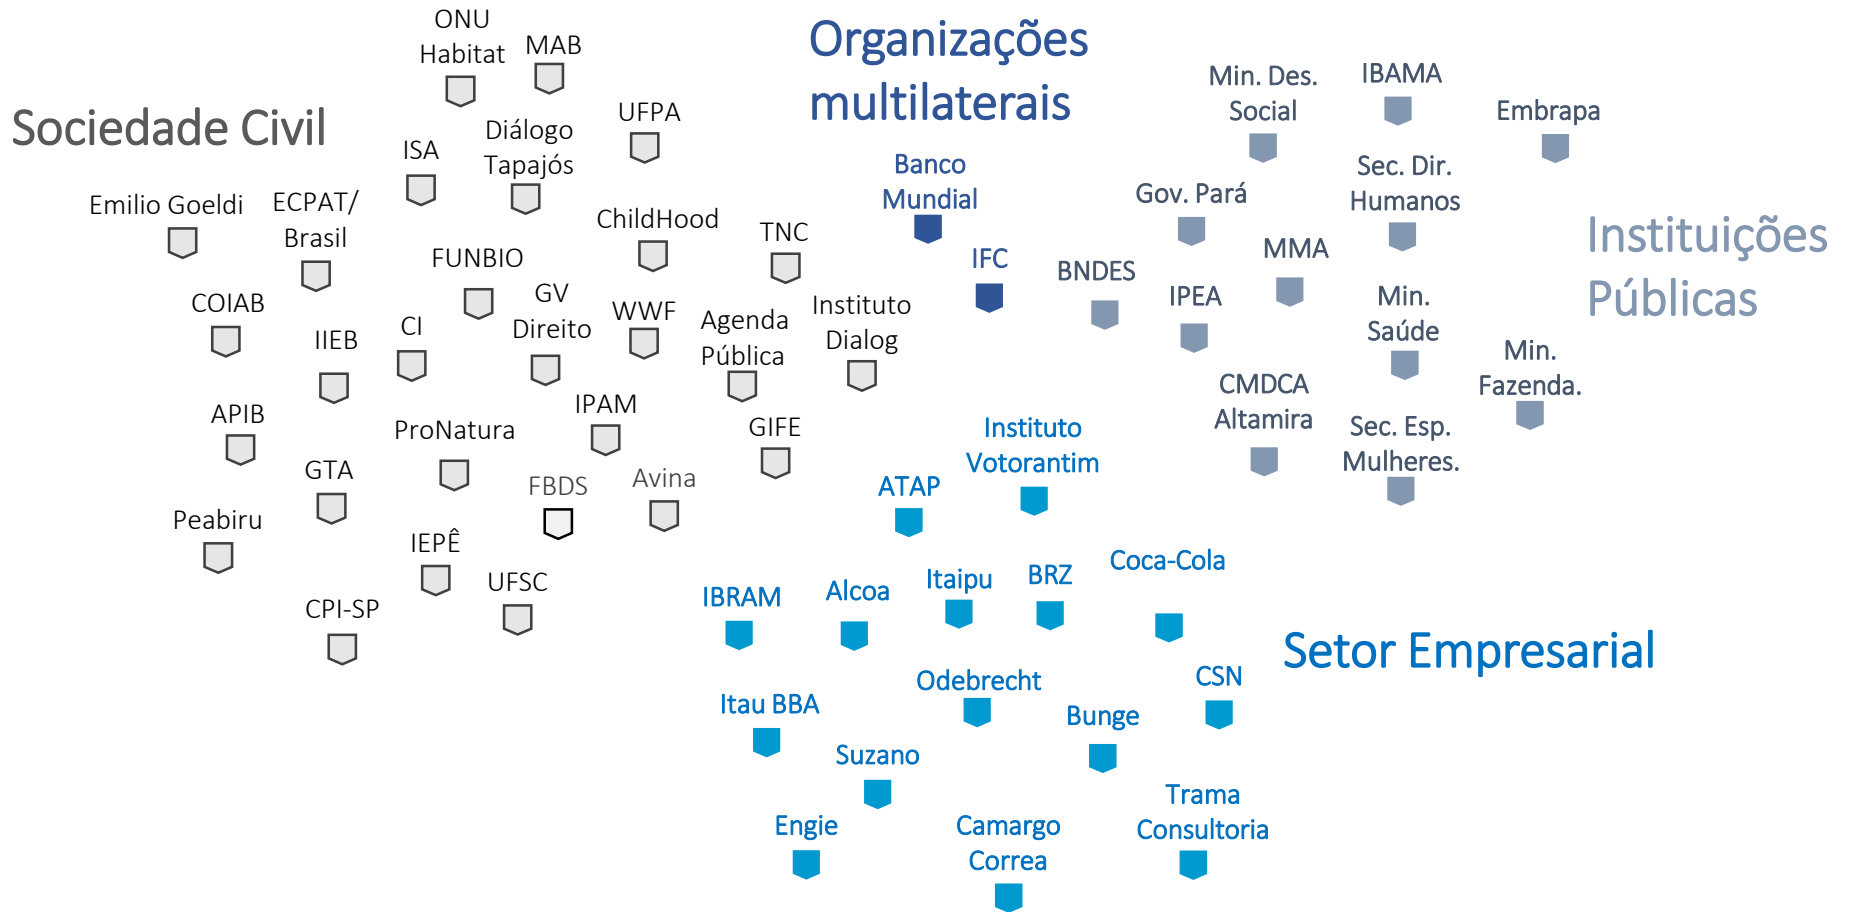 Sociedade Civil
ONU
Habitat
MAB
UFPA
ISA
Diálogo
Tapajós
Emilio Goeldi
ECPAT/
Brasil
ChildHood
TNC
FUNBIO
COIAB
GV
Direito
WWF
Agenda
Pública
Instituto
Dialog
CI
IIEB
APIB
ProNatura
IPAM
GIFE
GTA
FBDS
Avina
Peabiru
IEPÊ
UFSC
CPI-SP
Organizações
multilaterais
Banco
Mundial
IFC
Instituições
Públicas
Min. Des.
Social
IBAMA
Embrapa
Gov. Pará
Sec. Dir.
Humanos
BNDES
MMA
IPEA
Min.
Saúde
Min.
Fazenda.
CMDCA
Altamira
Sec. Esp.
Mulheres.
Setor Empresarial
Instituto
Votorantim
ATAP
Coca-Cola
IBRAM
Alcoa
Itaipu
BRZ
Odebrecht
CSN
Itau BBA
Bunge
Suzano
Trama
Consultoria
Engie
Camargo
Correa